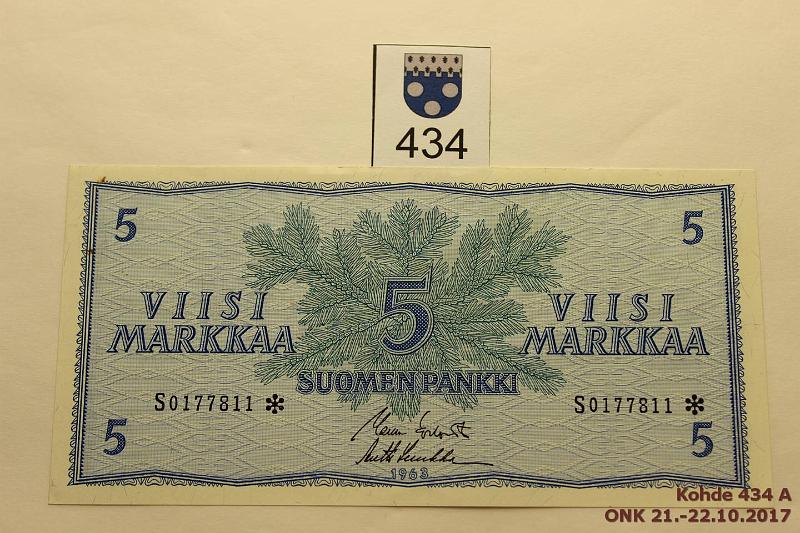 434
5 5
VIISI VIISI
MARKKAA 5 MARKKAA
SUOMEN PANKKI
S0177811 * S0177811 *
5 5
1963
Kohde 434 A
ONK 21.-22.10.2017